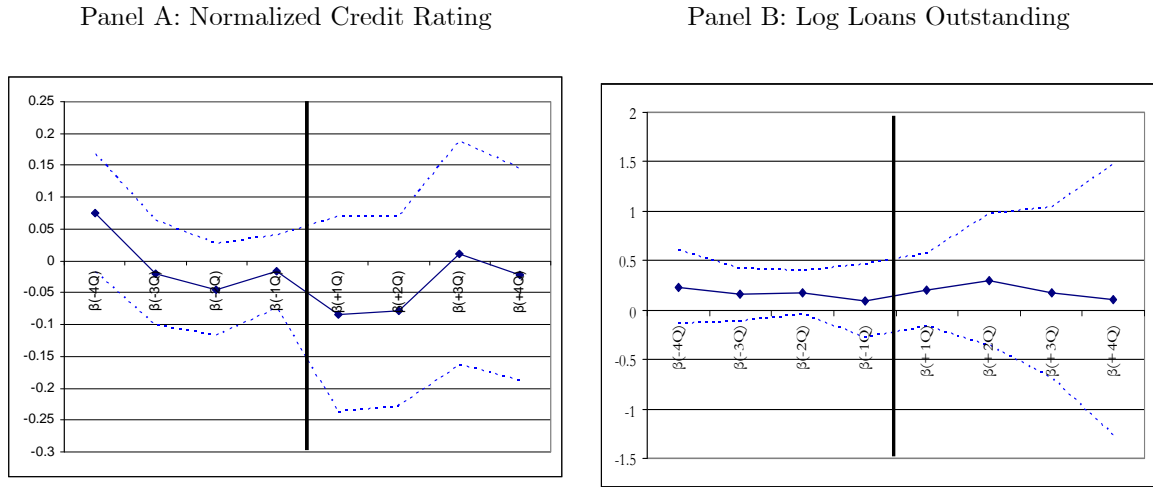 Panel A: Normalized Credit Rating
0.25
0.2
0.15
0.1
0.05
0
-0.05
-0.1
-0.15
-0.2
-0.25
-0.3
β(-4Q)
β(-3Q)
β(-2Q)
β(-1Q)
β(+1Q)
β(+2Q)
β(+3Q)
β(+4Q)
Panel B: Log Loans Outstanding
2
1.5
1
0.5
0
-0.5
-1
-1.5
β(-4Q)
β(-3Q)
β(-2Q)
β(-1Q)
β(+1Q)
β(+2Q)
β(+3Q)
β(+4Q)